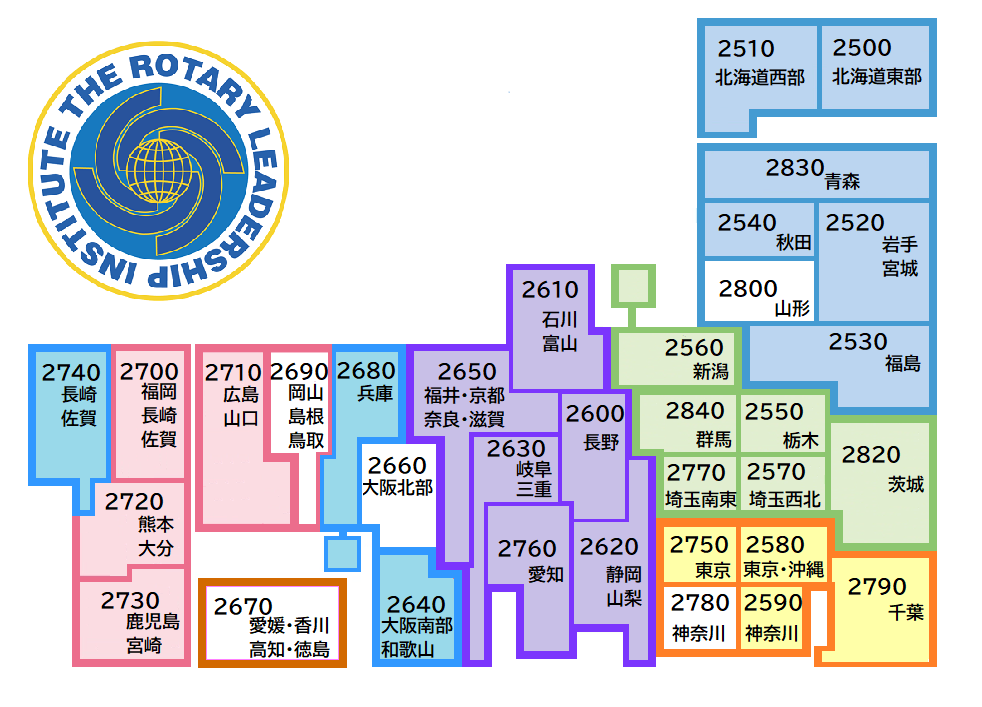 THE ROTARY LEADERSHIP INSTITUTE
2510
北海道西部
2500
北海道東部
2830
青森
2540
秋田
2520
岩手
宮城
2800
山形
2530
福島
2610
石川
富山
2560
新潟
2740
長崎
佐賀
2700
福岡
長崎
佐賀
2710
広島
山口
2690
岡山
島根
鳥取
2680
兵庫
2650
福井・京都
奈良・滋賀
2600
長野
2840
群馬
2550
栃木
2820
茨城
2660
大阪北部
2630
岐阜
三重
2770
埼玉南東
2570
埼玉西北
2720
熊本
大分
2760
愛知
2620
静岡
山梨
2750
東京
2580
東京・沖縄
2790
千葉
2730
鹿児島
宮崎
2670
愛媛・香川
高知・徳島
2640
大阪南部
和歌山
2780
神奈川
2590
神奈川